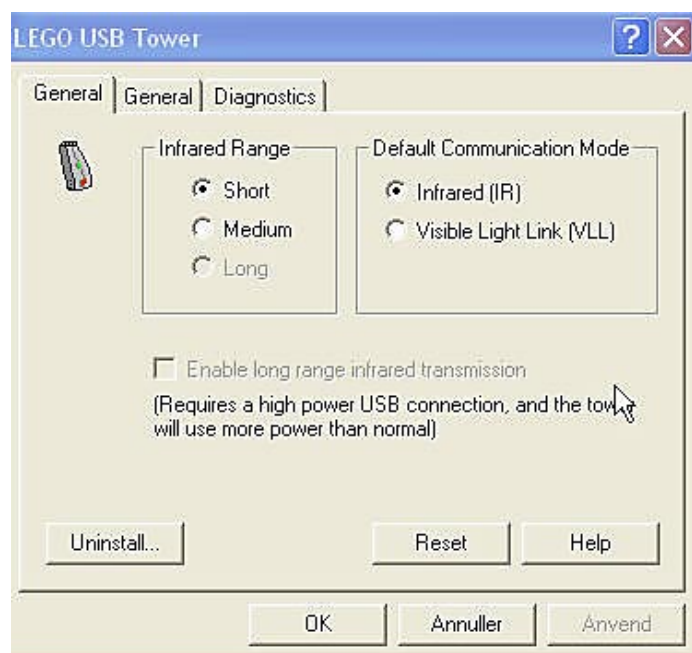 LEGO USB Tower
General General Diagnostics
Infrared Range
Short
Medium
Long
Default Communication Mode
Infrared (IR)
Visible Light Link (VLL)
Enable long range infrared transmission
(Requires a high power USB connection, and the tower
will use more power than normal)
Uninstall... Reset Help
OK Annuller Anvend